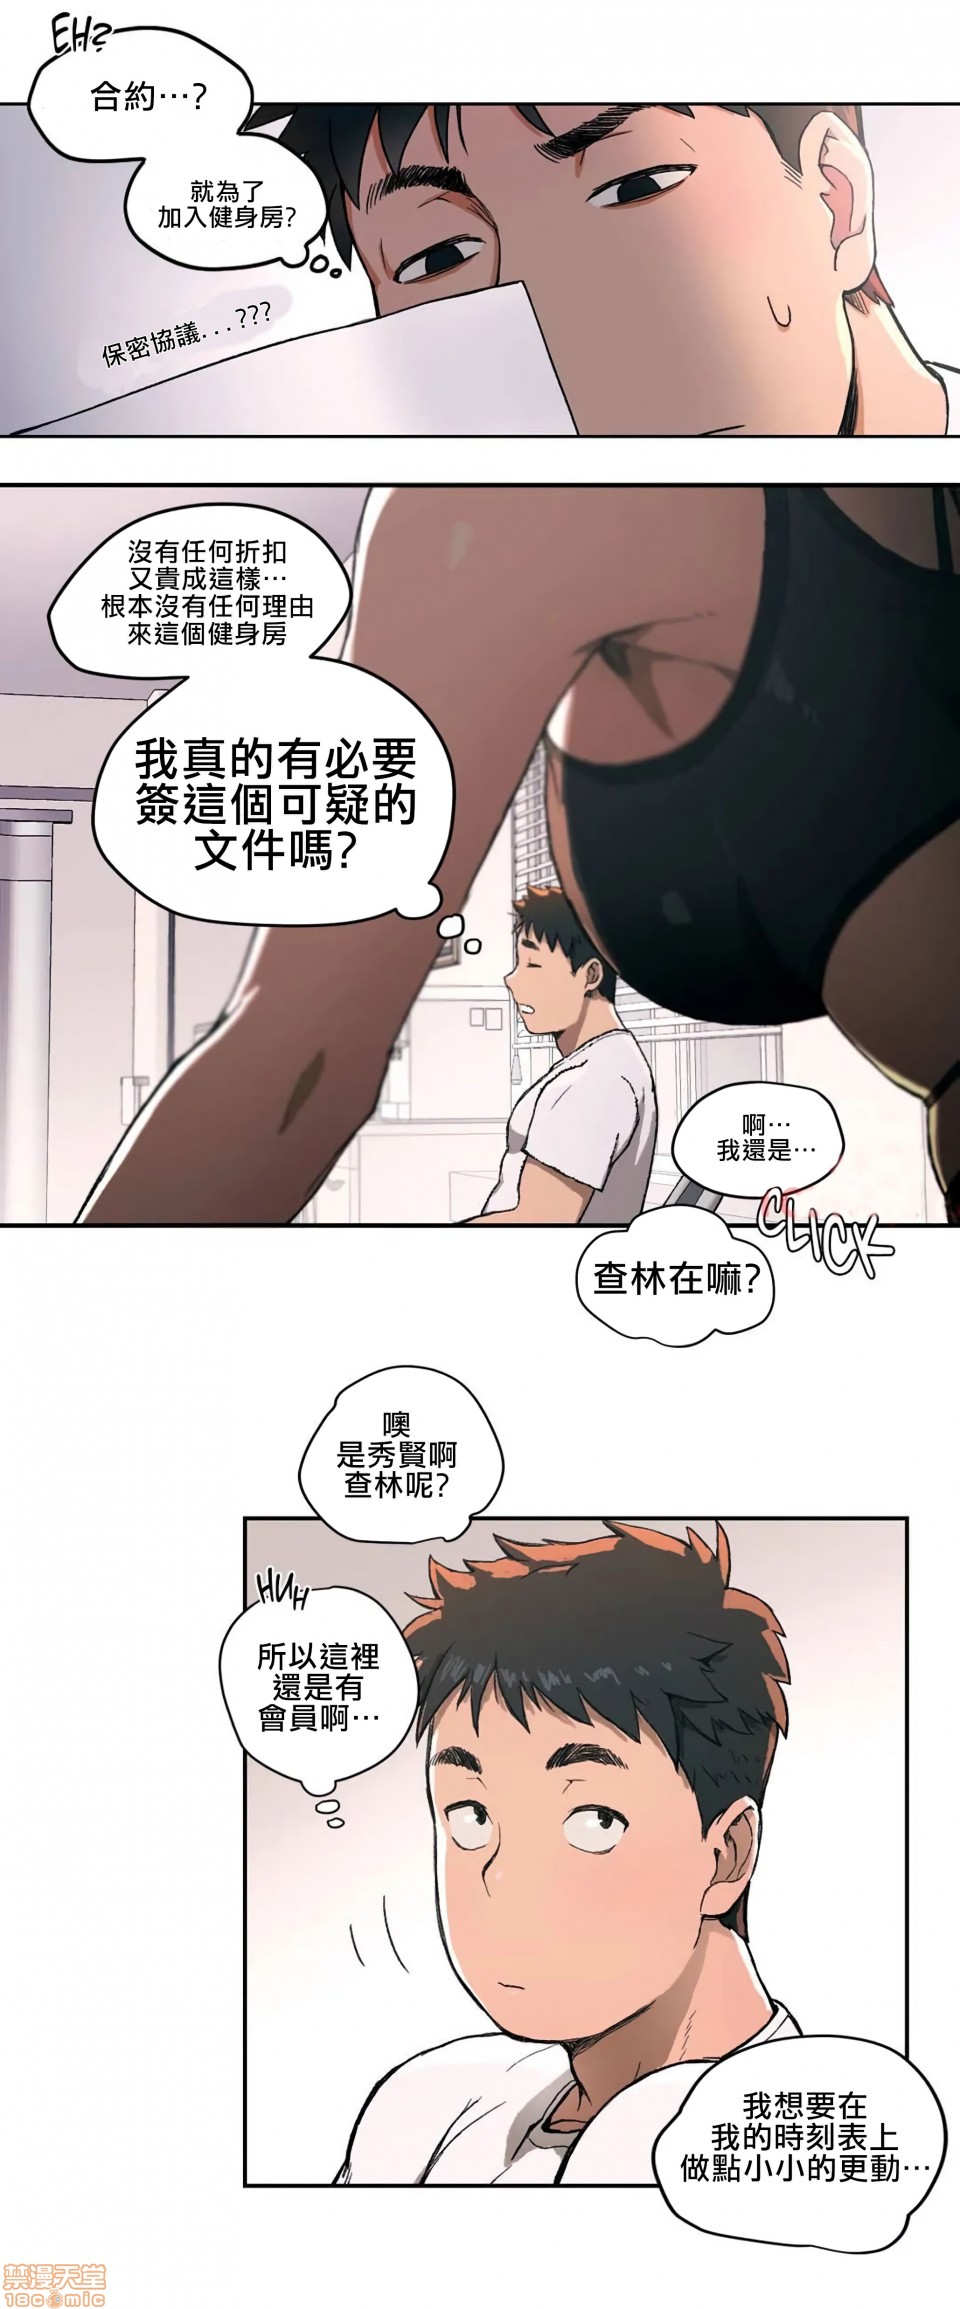 EH?
合約⋯?
就為了
加入健身房?
保密協議...???
沒有任何折扣
又貴成這樣⋯
根本沒有任何理由
來這個健身房
我真的有必要
簽這個可疑的
文件嗎?
啊⋯
我還是⋯
CLICK
查林在嘛?
噢
是秀賢啊
查林呢?
HUH
所以這裡
還是有
會員啊⋯
我想要在
我的時刻表上
做點小小的更動⋯
禁漫天堂
18comic